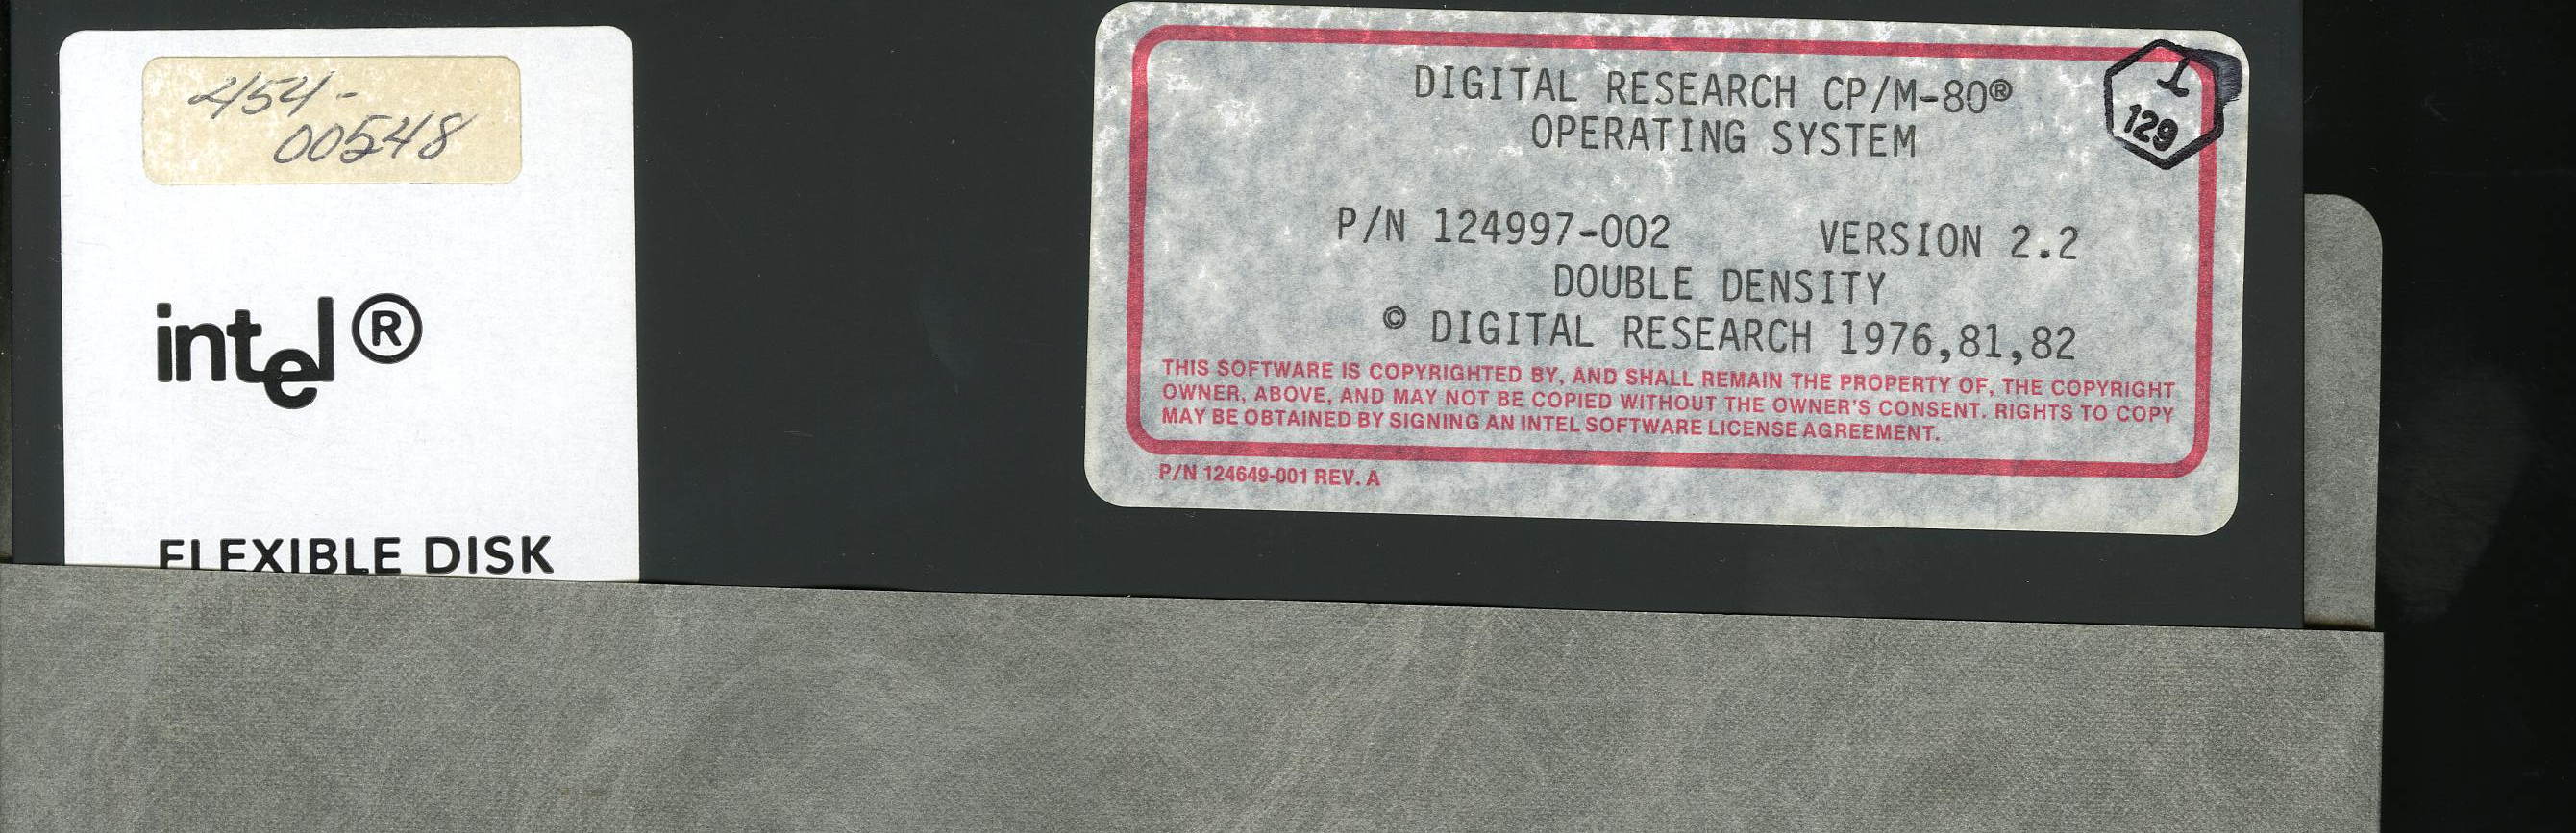 454-
00548
intel®
FLEXIBLE DISK
DIGITAL RESEARCH CP/M-80®
OPERATING SYSTEM
1
129
P/N 124997-002 VERSION 2.2
DOUBLE DENSITY
© DIGITAL RESEARCH 1976,81,82
THIS SOFTWARE IS COPYRIGHTED BY, AND SHALL REMAIN THE PROPERTY OF, THE COPYRIGHT
OWNER, ABOVE, AND MAY NOT BE COPIED WITHOUT THE OWNER'S CONSENT. RIGHTS TO COPY
MAY BE OBTAINED BY SIGNING AN INTEL SOFTWARE LICENSE AGREEMENT.
P/N 124649-001 REV. A